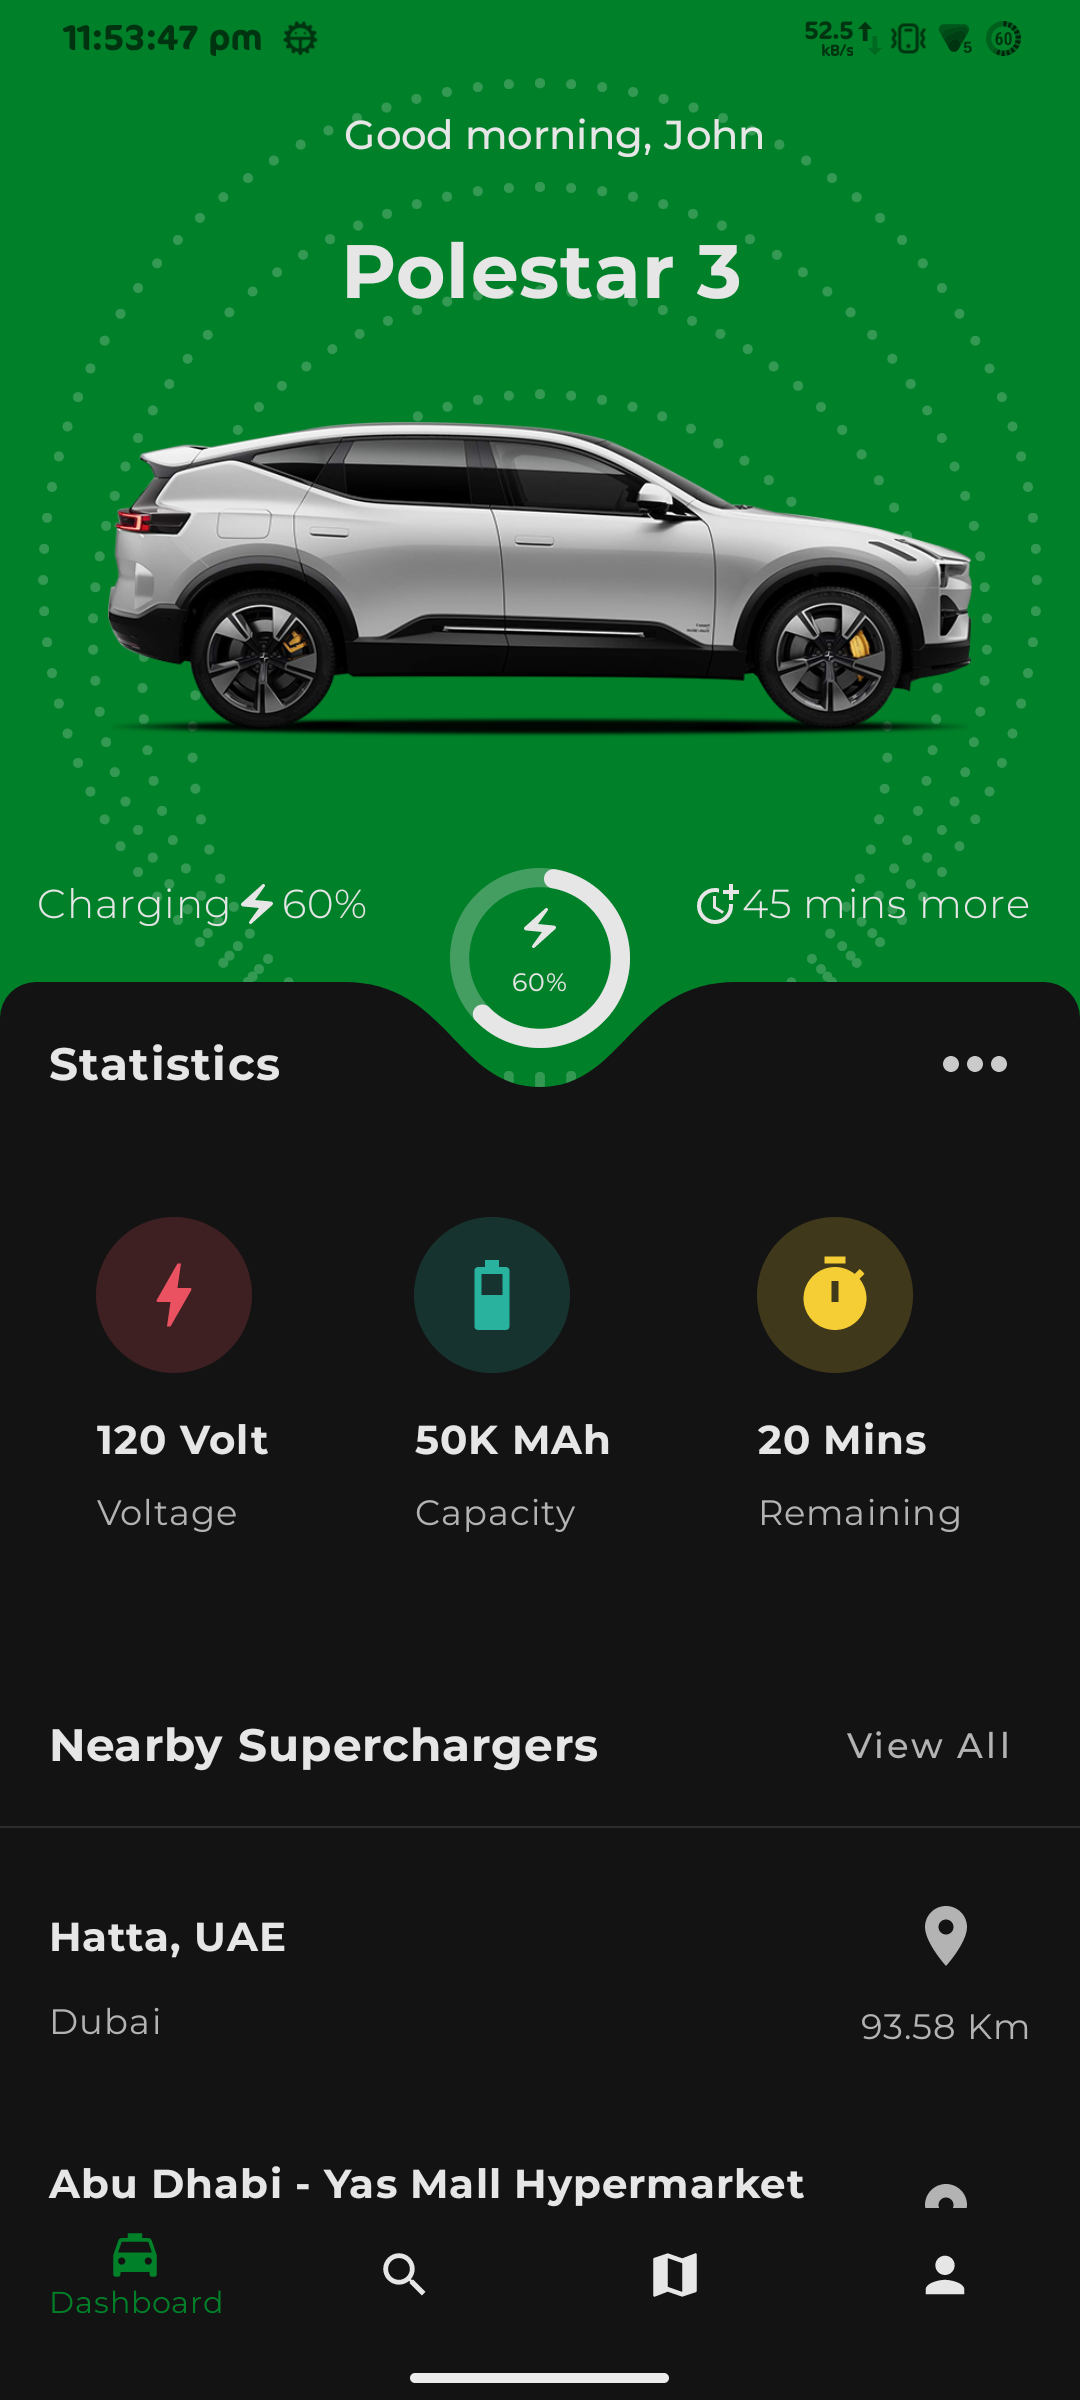 11:53:47 pm
52.5 kB/s
5
60
Good morning, John
Polestar 3
Charging 60%
45 mins more
60%
Statistics
120 Volt
50K MAh
20 Mins
Voltage
Capacity
Remaining
Nearby Superchargers
View All
Hatta, UAE
Dubai
93.58 Km
Abu Dhabi - Yas Mall Hypermarket
Dashboard